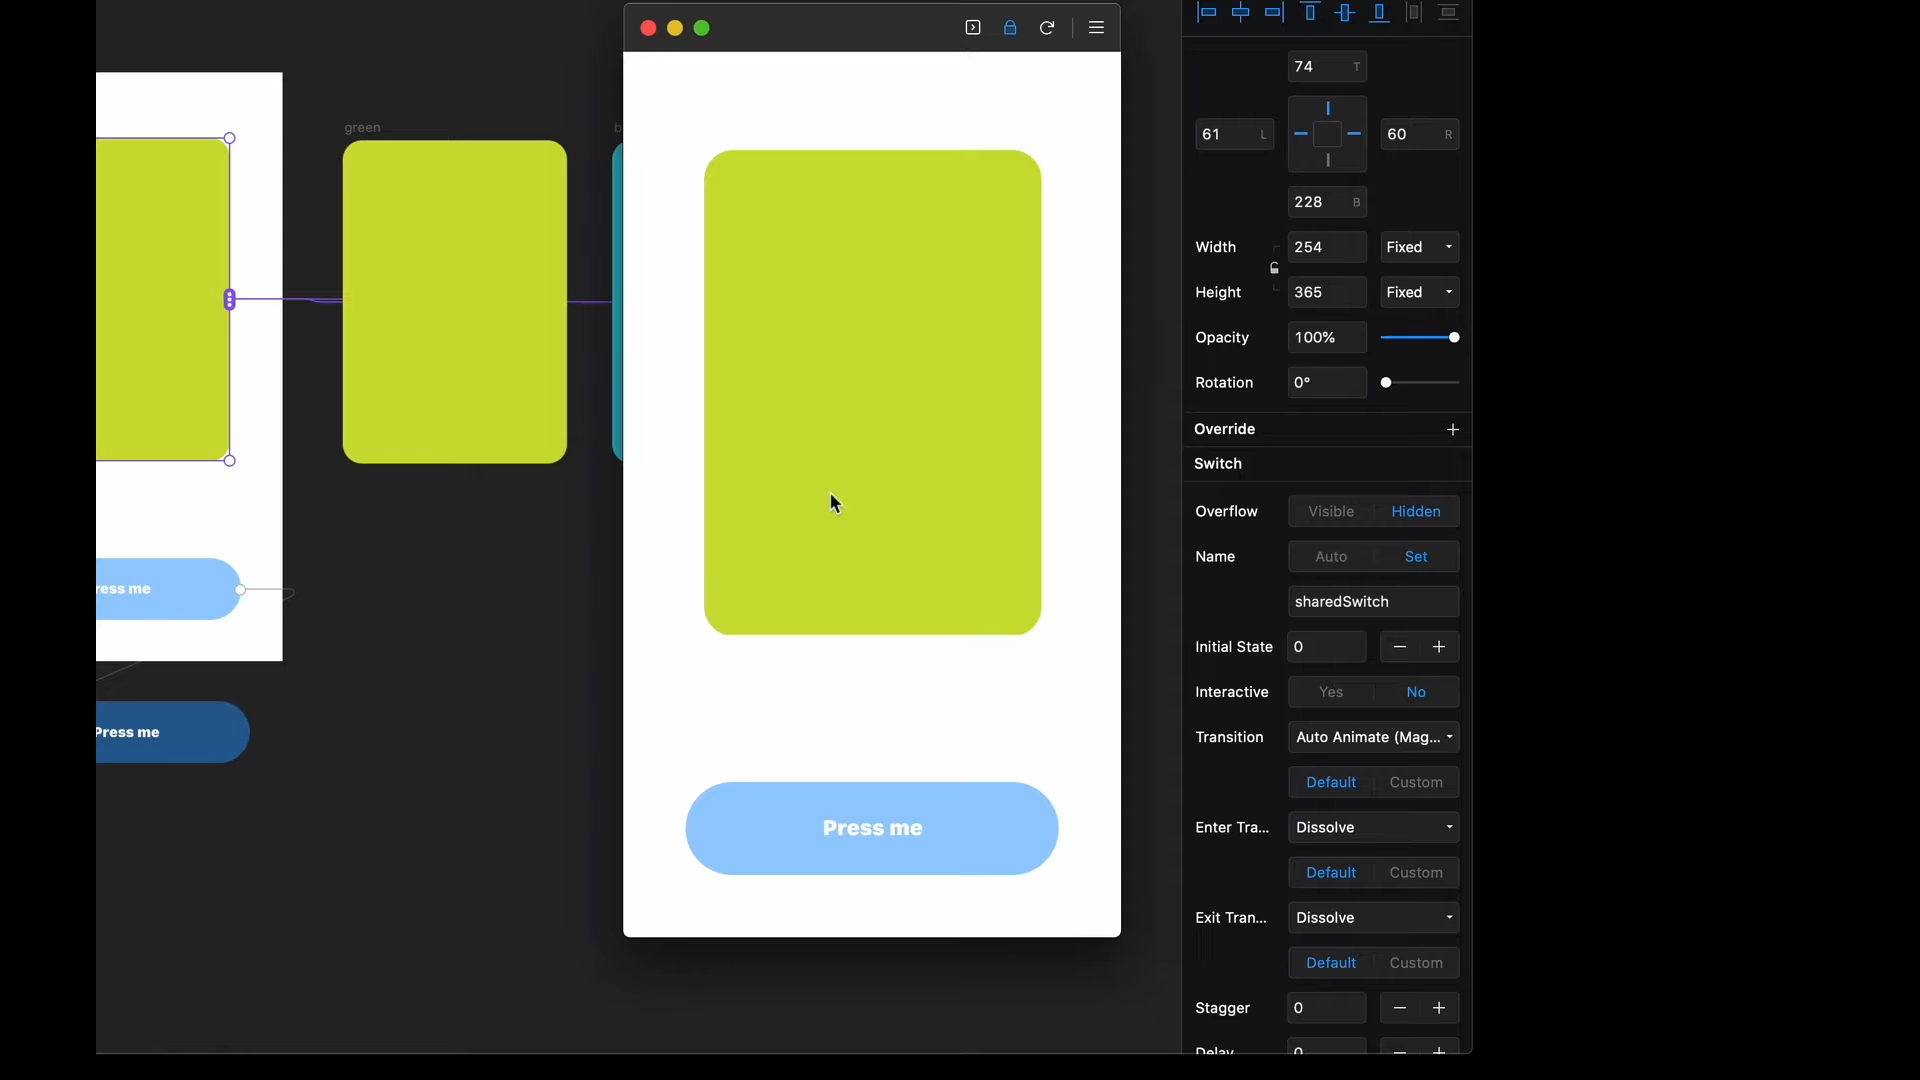 74 T
61 L
60 R
228 B
Width 254 Fixed
Height 365 Fixed
Opacity 100%
Rotation 0°
Override
Switch
Overflow Visible Hidden
Name Auto Set
sharedSwitch
Initial State 0
Interactive Yes No
Transition Auto Animate (Mag...
Default Custom
Enter Tra... Dissolve
Default Custom
Exit Tran... Dissolve
Default Custom
Stagger 0
Delay 0
green
b
ress me
Press me
Press me